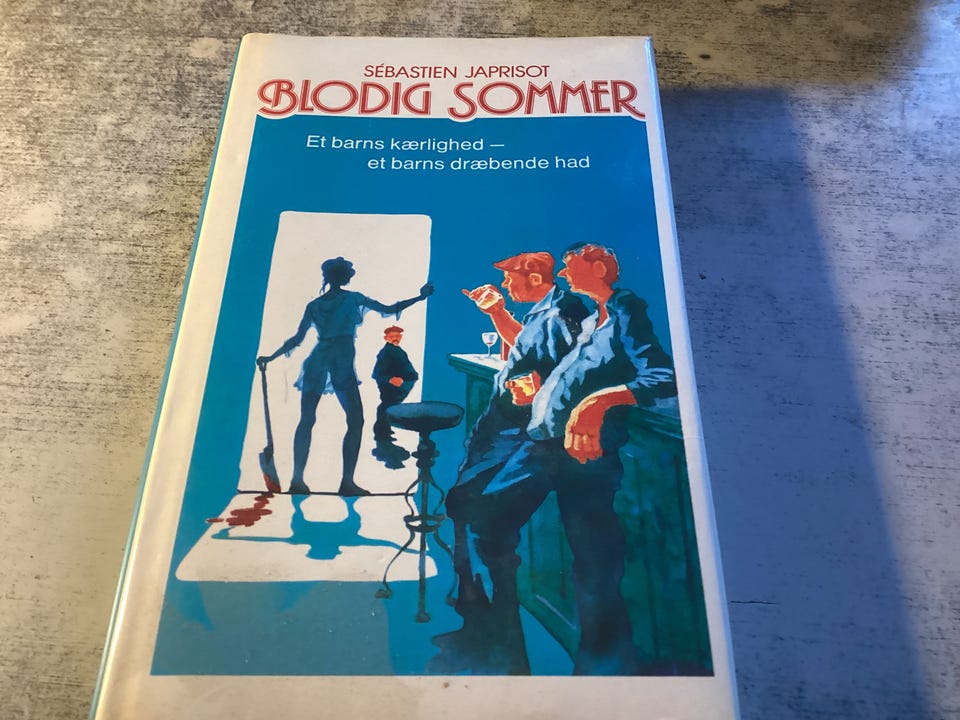 SÉBASTIEN JAPRISOT
BLODIG SOMMER
Et barns kærlighed –
et barns dræbende had